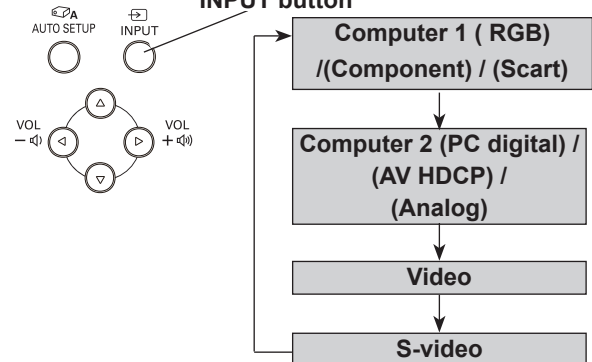 INPUT button
A
AUTO SETUP
INPUT
VOL
−
VOL
+
Computer 1 ( RGB)
/(Component) / (Scart)
Computer 2 (PC digital) /
(AV HDCP) /
(Analog)
Video
S-video